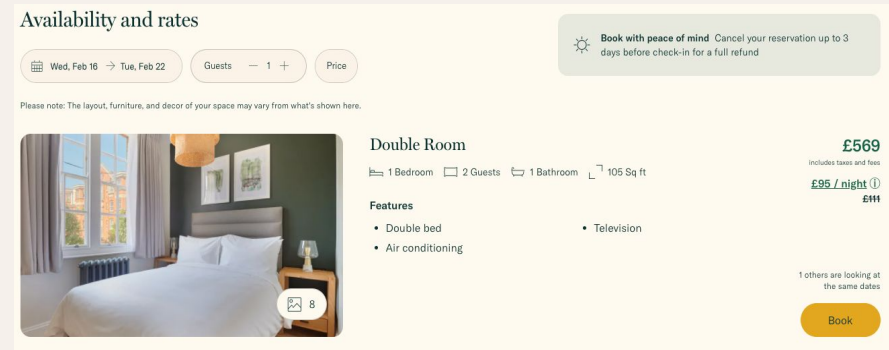 Availability and rates
Book with peace of mind Cancel your reservation up to 3
days before check-in for a full refund
Wed, Feb 16 → Tue, Feb 22
Guests — 1 +
Price
Please note: The layout, furniture, and decor of your space may vary from what's shown here.
8
Double Room
1 Bedroom
2 Guests
1 Bathroom
105 Sq ft
Features
• Double bed
• Television
• Air conditioning
£569
includes taxes and fees
£95 / night
£111
1 others are looking at
the same dates
Book